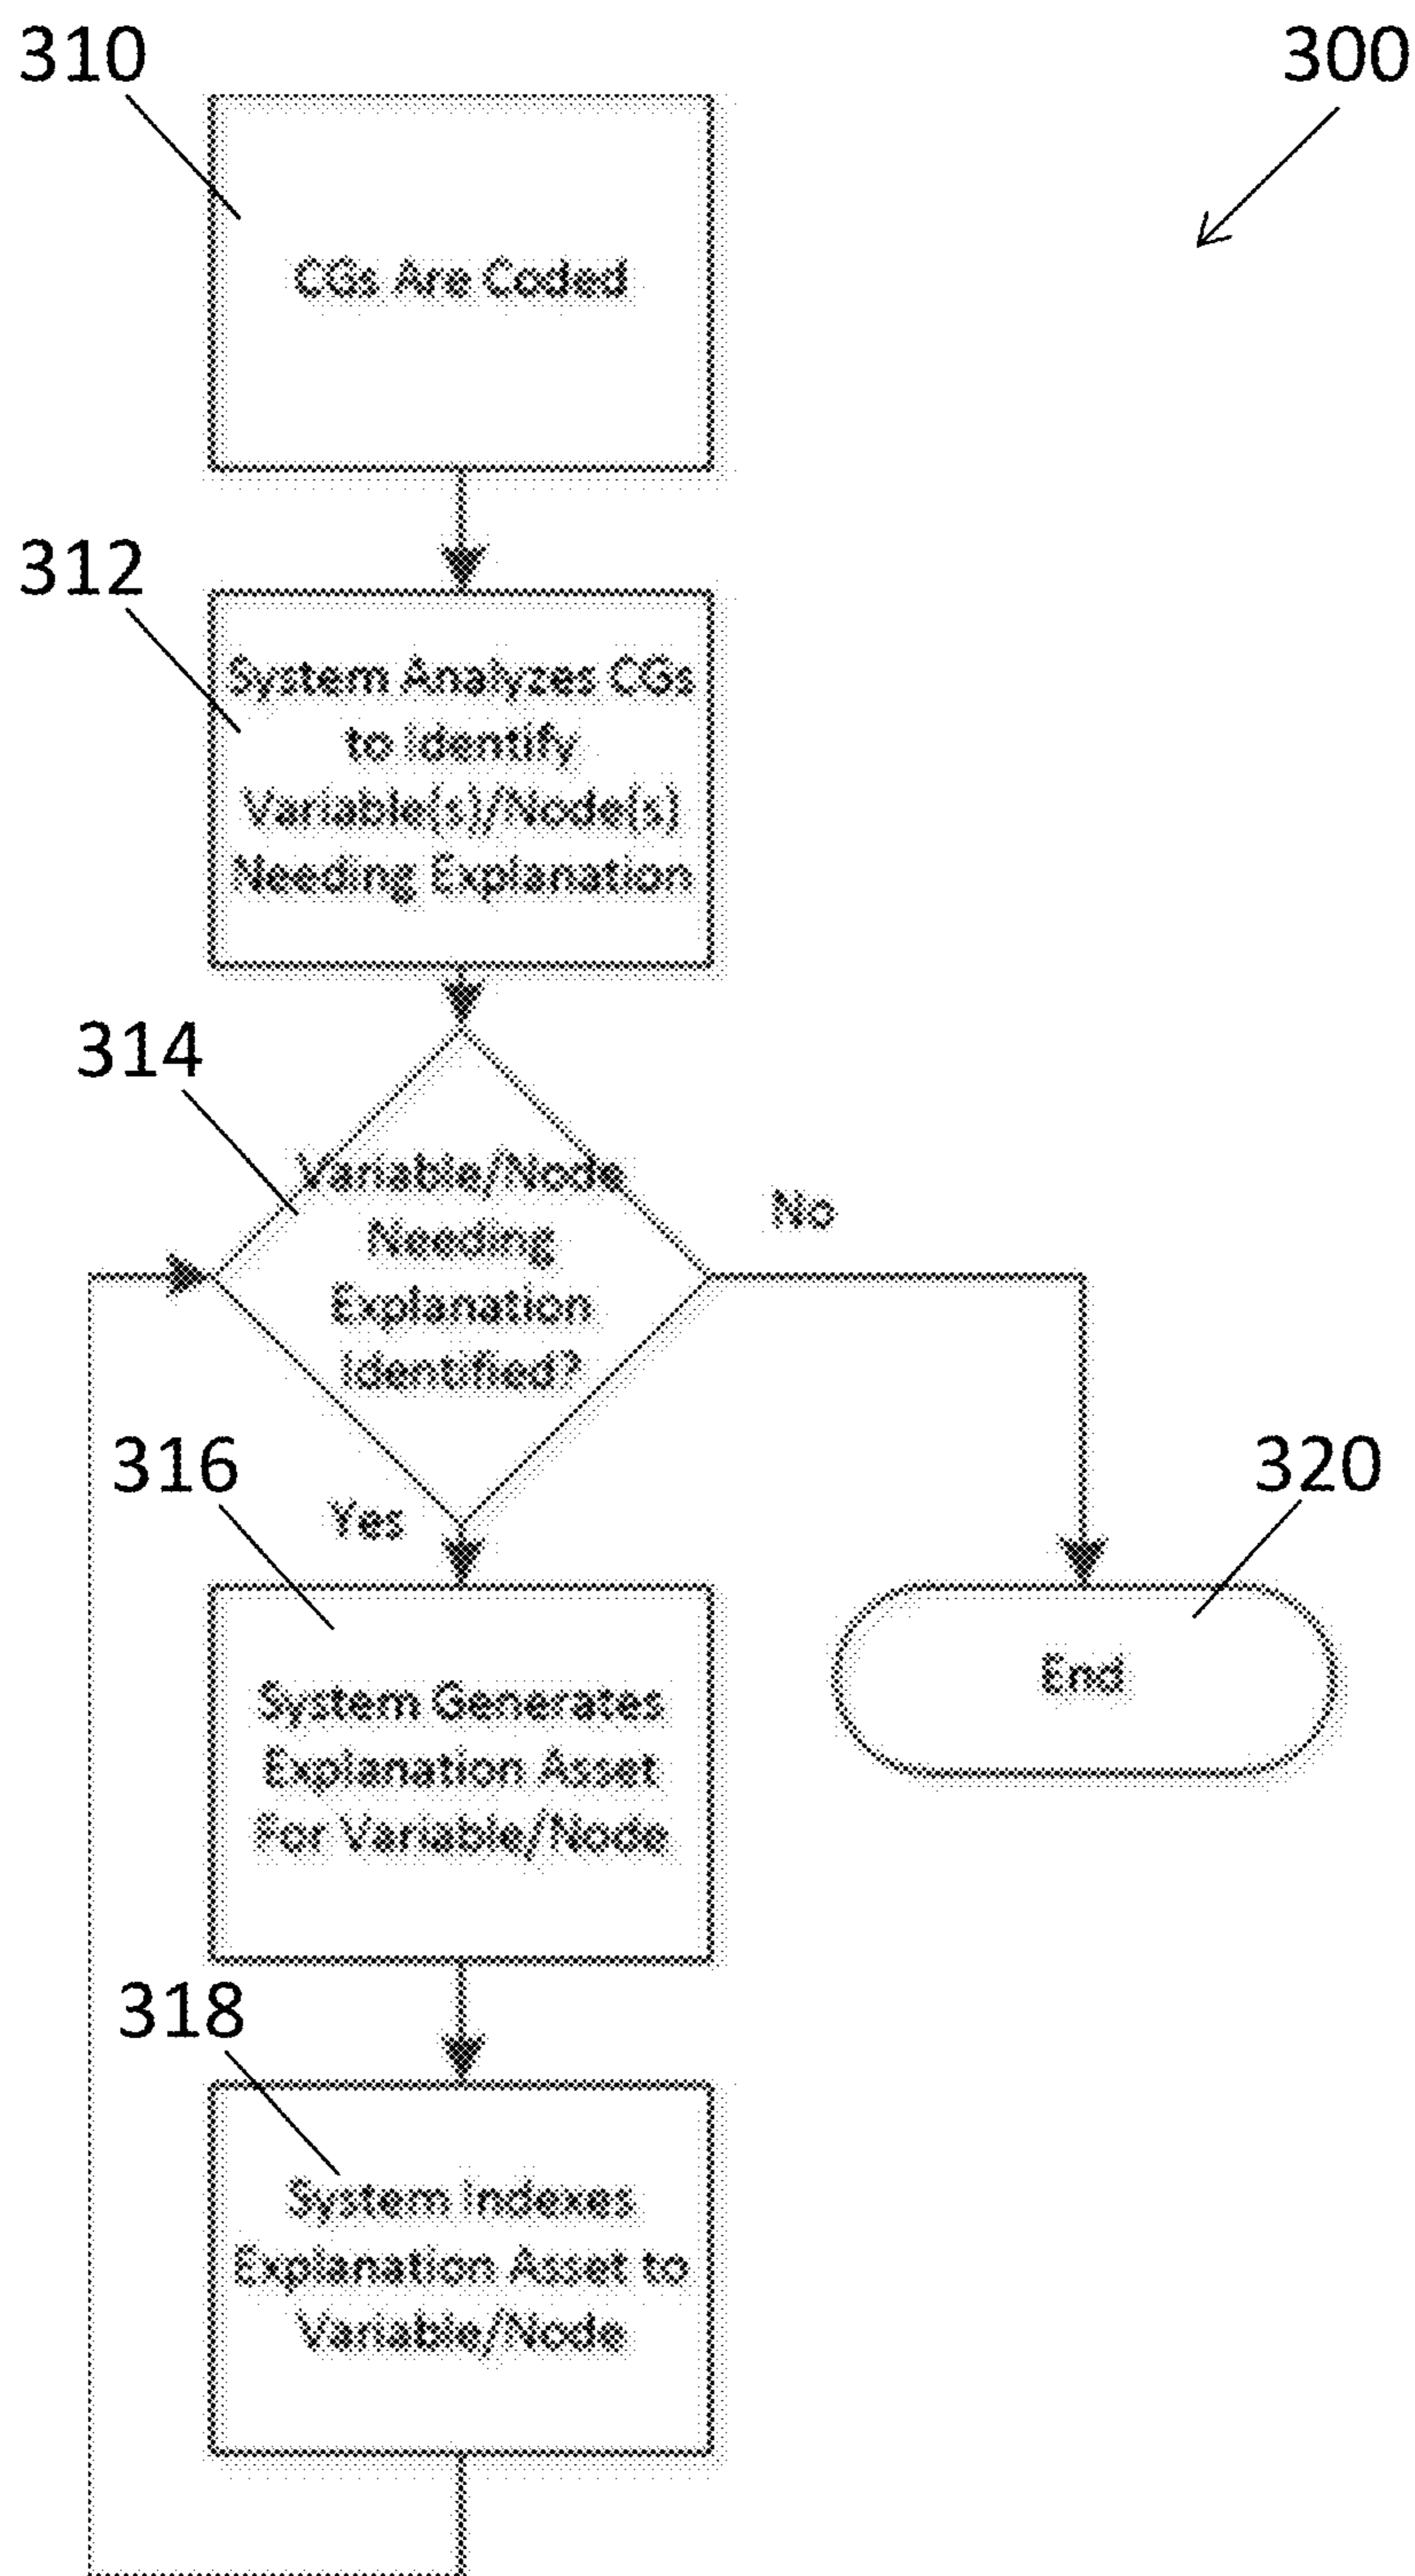 310
300
CGs Are Coded
312
System Analyzes CGs
to Identify
Variable(s)/Node(s)
Needing Explanation
314
Variable/Node
Needing
Explanation
Identified?
No
316
Yes
320
System Generates
Explanation Asset
For Variable/Node
End
318
System Indexes
Explanation Asset to
Variable/Node